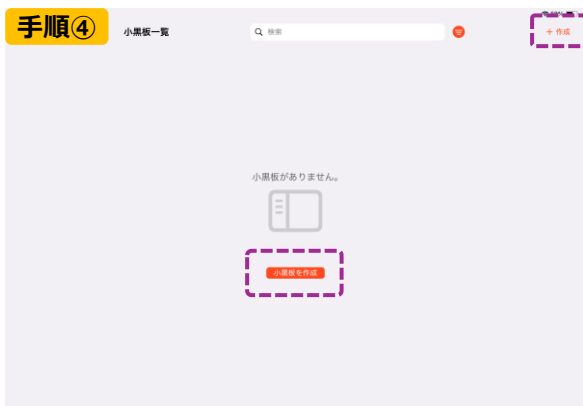 手順④
小黒板一覧
検索
+ 作成
小黒板がありません。
小黒板を作成